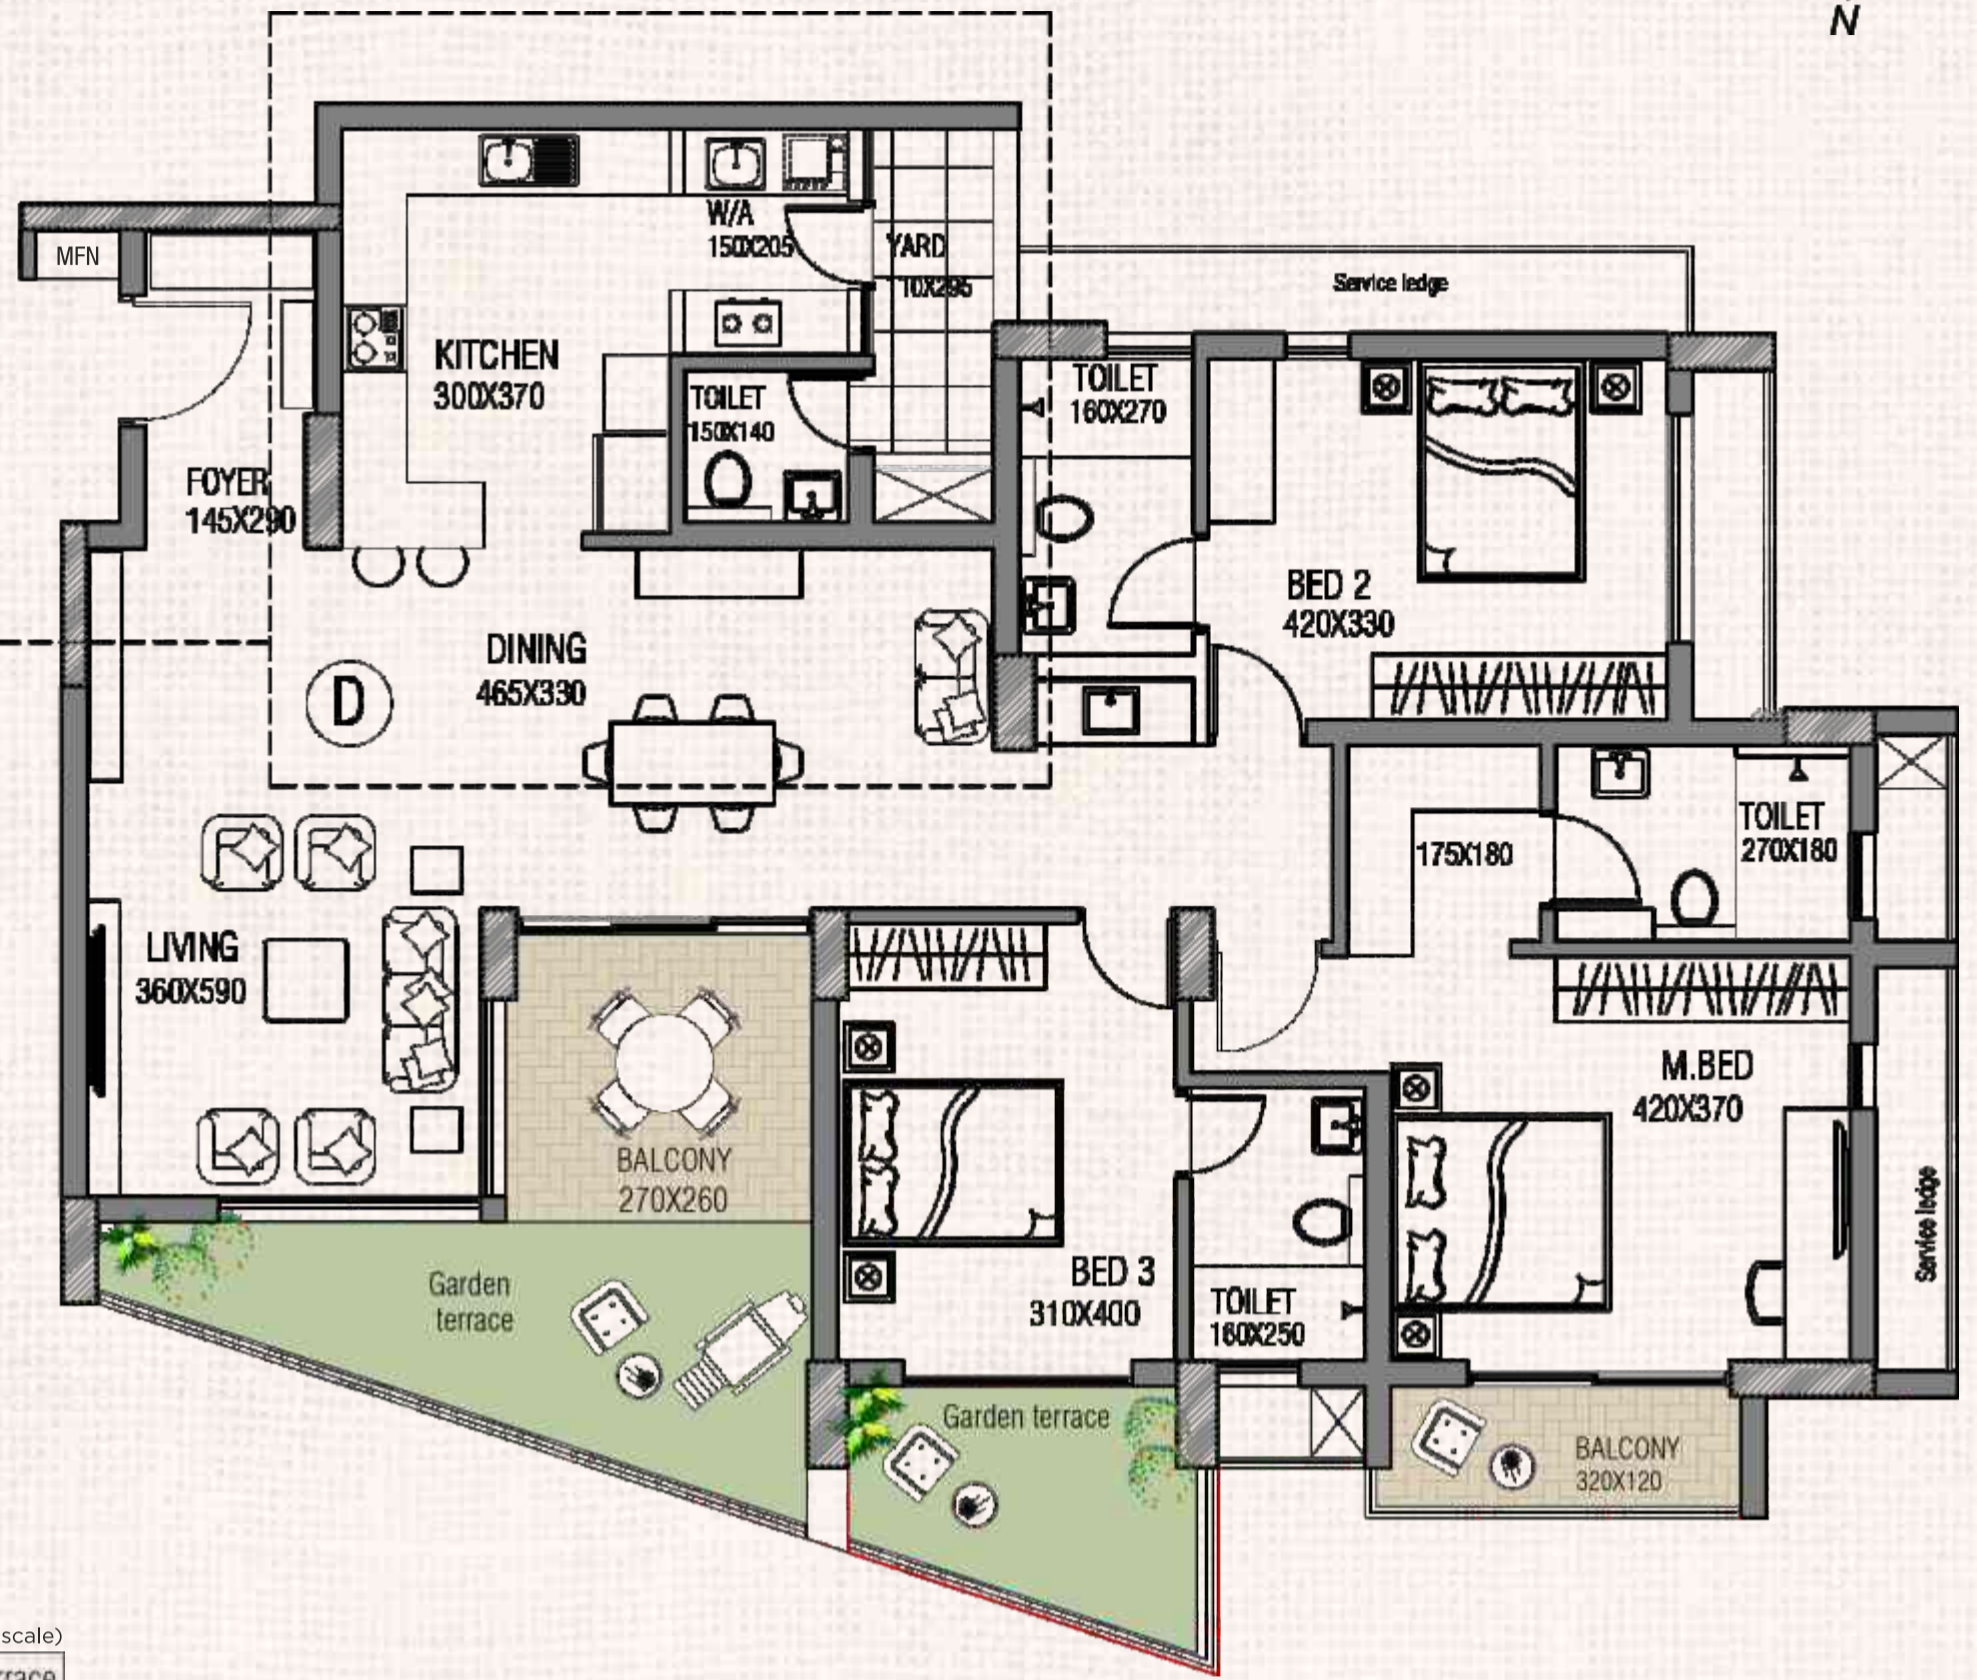 N
MFN
W/A
150X205
YARD
10X295
Service ledge
KITCHEN
300X370
TOILET
150X140
TOILET
160X270
FOYER
145X290
BED 2
420X330
DINING
465X330
D
175X180
TOILET
270X180
LIVING
360X590
M.BED
420X370
BALCONY
270X260
Service ledge
Garden
terrace
BED 3
310X400
TOILET
160X250
Garden terrace
BALCONY
320X120
scale)